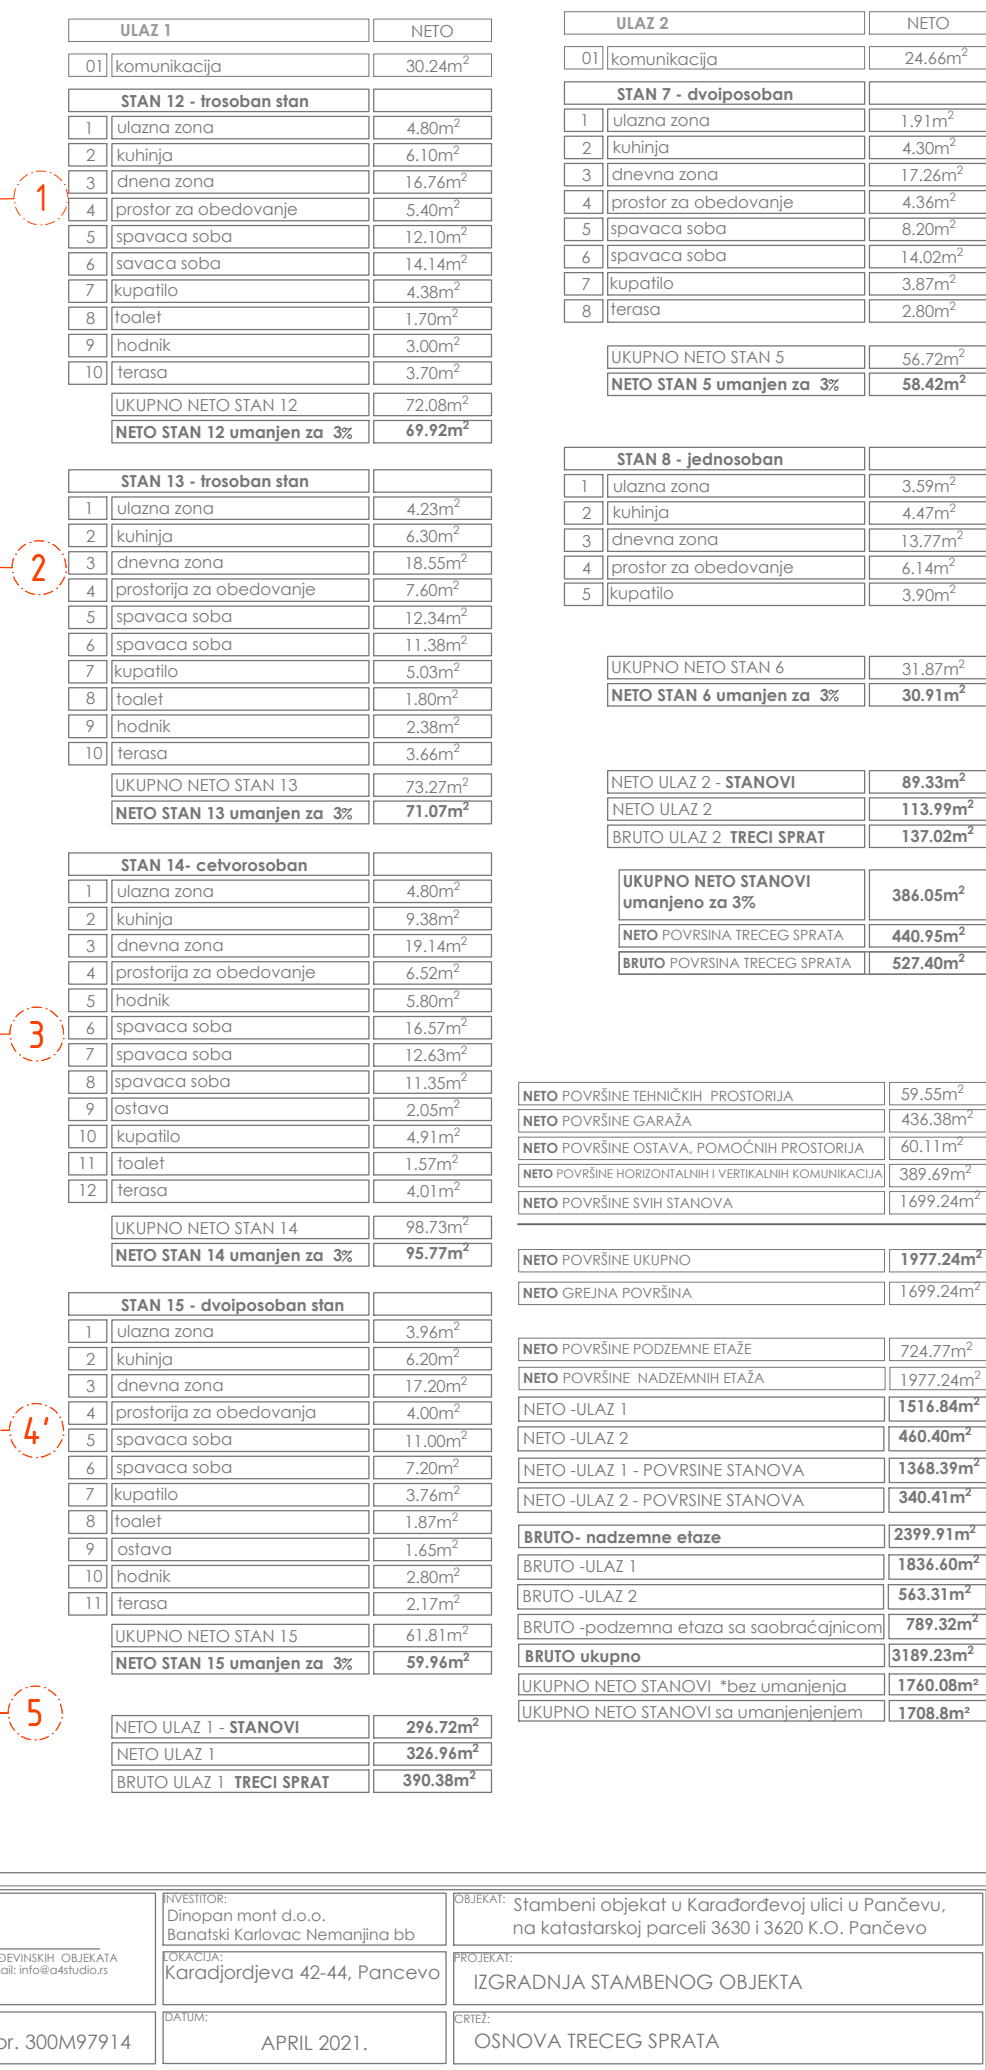 ULAZ 1 NETO
01 komunikacija 30.24m²
STAN 12 - trosoban stan
1 ulazna zona 4.80m²
2 kuhinja 6.10m²
3 dnena zona 16.76m²
4 prostor za obedovanje 5.40m²
5 spavaca soba 12.10m²
6 savaca soba 14.14m²
7 kupatilo 4.38m²
8 toalet 1.70m²
9 hodnik 3.00m²
10 terasa 3.70m²
UKUPNO NETO STAN 12 72.08m²
NETO STAN 12 umanjen za 3% 69.92m²
1
STAN 13 - trosoban stan
1 ulazna zona 4.23m²
2 kuhinja 6.30m²
3 dnevna zona 18.55m²
4 prostorija za obedovanje 7.60m²
5 spavaca soba 12.34m²
6 spavaca soba 11.38m²
7 kupatilo 5.03m²
8 toalet 1.80m²
9 hodnik 2.38m²
10 terasa 3.66m²
UKUPNO NETO STAN 13 73.27m²
NETO STAN 13 umanjen za 3% 71.07m²
2
STAN 14- cetvorosoban
1 ulazna zona 4.80m²
2 kuhinja 9.38m²
3 dnevna zona 19.14m²
4 prostorija za obedovanje 6.52m²
5 hodnik 5.80m²
6 spavaca soba 16.57m²
7 spavaca soba 12.63m²
8 spavaca soba 11.35m²
9 ostava 2.05m²
10 kupatilo 4.91m²
11 toalet 1.57m²
12 terasa 4.01m²
UKUPNO NETO STAN 14 98.73m²
NETO STAN 14 umanjen za 3% 95.77m²
3
STAN 15 - dvoiposoban stan
1 ulazna zona 3.96m²
2 kuhinja 6.20m²
3 dnevna zona 17.20m²
4 prostorija za obedovanja 4.00m²
5 spavaca soba 11.00m²
6 spavaca soba 7.20m²
7 kupatilo 3.76m²
8 toalet 1.87m²
9 ostava 1.65m²
10 hodnik 2.80m²
11 terasa 2.17m²
UKUPNO NETO STAN 15 61.81m²
NETO STAN 15 umanjen za 3% 59.96m²
4'
5
NETO ULAZ 1 - STANOVI 296.72m²
NETO ULAZ 1 326.96m²
BRUTO ULAZ 1 TRECI SPRAT 390.38m²
ULAZ 2 NETO
01 komunikacija 24.66m²
STAN 7 - dvoiposoban
1 ulazna zona 1.91m²
2 kuhinja 4.30m²
3 dnevna zona 17.26m²
4 prostor za obedovanje 4.36m²
5 spavaca soba 8.20m²
6 spavaca soba 14.02m²
7 kupatilo 3.87m²
8 terasa 2.80m²
UKUPNO NETO STAN 5 56.72m²
NETO STAN 5 umanjen za 3% 58.42m²
STAN 8 - jednosoban
1 ulazna zona 3.59m²
2 kuhinja 4.47m²
3 dnevna zona 13.77m²
4 prostor za obedovanje 6.14m²
5 kupatilo 3.90m²
UKUPNO NETO STAN 6 31.87m²
NETO STAN 6 umanjen za 3% 30.91m²
NETO ULAZ 2 - STANOVI 89.33m²
NETO ULAZ 2 113.99m²
BRUTO ULAZ 2 TRECI SPRAT 137.02m²
UKUPNO NETO STANOVI
umanjeno za 3% 386.05m²
NETO POVRSINA TRECEG SPRATA 440.95m²
BRUTO POVRSINA TRECEG SPRATA 527.40m²
NETO POVRŠINE TEHNIČKIH PROSTORIJA 59.55m²
NETO POVRŠINE GARAŽA 436.38m²
NETO POVRŠINE OSTAVA, POMOĆNIH PROSTORIJA 60.11m²
NETO POVRŠINE HORIZONTALNIH I VERTIKALNIH KOMUNIKACIJA 389.69m²
NETO POVRŠINE SVIH STANOVA 1699.24m²
NETO POVRŠINE UKUPNO 1977.24m²
NETO GREJNA POVRŠINA 1699.24m²
NETO POVRŠINE PODZEMNE ETAŽE 724.77m²
NETO POVRŠINE NADZEMNIH ETAŽA 1977.24m²
NETO -ULAZ 1 1516.84m²
NETO -ULAZ 2 460.40m²
NETO -ULAZ 1 - POVRSINE STANOVA 1368.39m²
NETO -ULAZ 2 - POVRSINE STANOVA 340.41m²
BRUTO- nadzemne etaze 2399.91m²
BRUTO -ULAZ 1 1836.60m²
BRUTO -ULAZ 2 563.31m²
BRUTO -podzemna etaza sa saobraćajnicom 789.32m²
BRUTO ukupno 3189.23m²
UKUPNO NETO STANOVI *bez umanjenja 1760.08m²
UKUPNO NETO STANOVI sa umanjenjenjem 1708.8m²
ĐEVINSKIH OBJEKATA
ail: info@a4studio.rs
br. 300M97914
INVESTITOR:
Dinopan mont d.o.o.
Banatski Karlovac Nemanjina bb
LOKACIJA:
Karadjordjeva 42-44, Pancevo
DATUM:
APRIL 2021.
OBJEKAT: Stambeni objekat u Karađorđevoj ulici u Pančevu,
na katastarskoj parceli 3630 i 3620 K.O. Pančevo
PROJEKAT:
IZGRADNJA STAMBENOG OBJEKTA
CRTEŽ:
OSNOVA TRECEG SPRATA